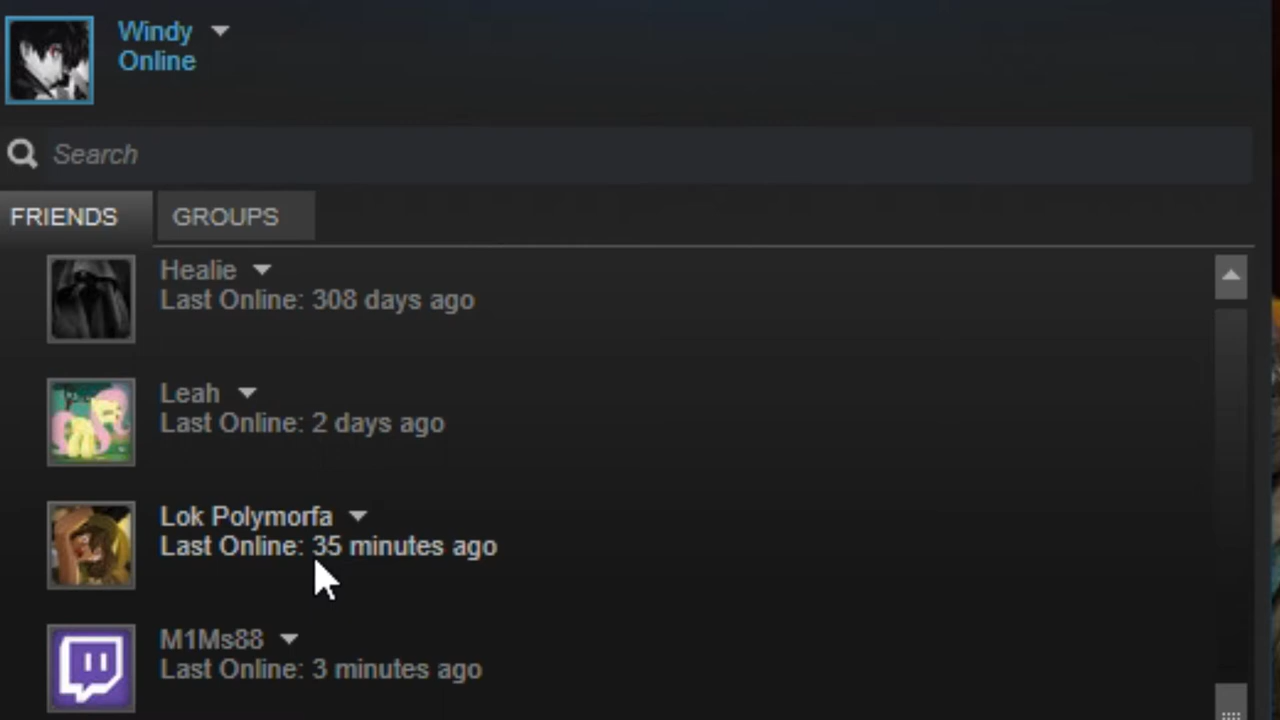 Windy
Online
Search
FRIENDS GROUPS
Healie
Last Online: 308 days ago
Leah
Last Online: 2 days ago
Lok Polymorfa
Last Online: 35 minutes ago
M1Ms88
Last Online: 3 minutes ago